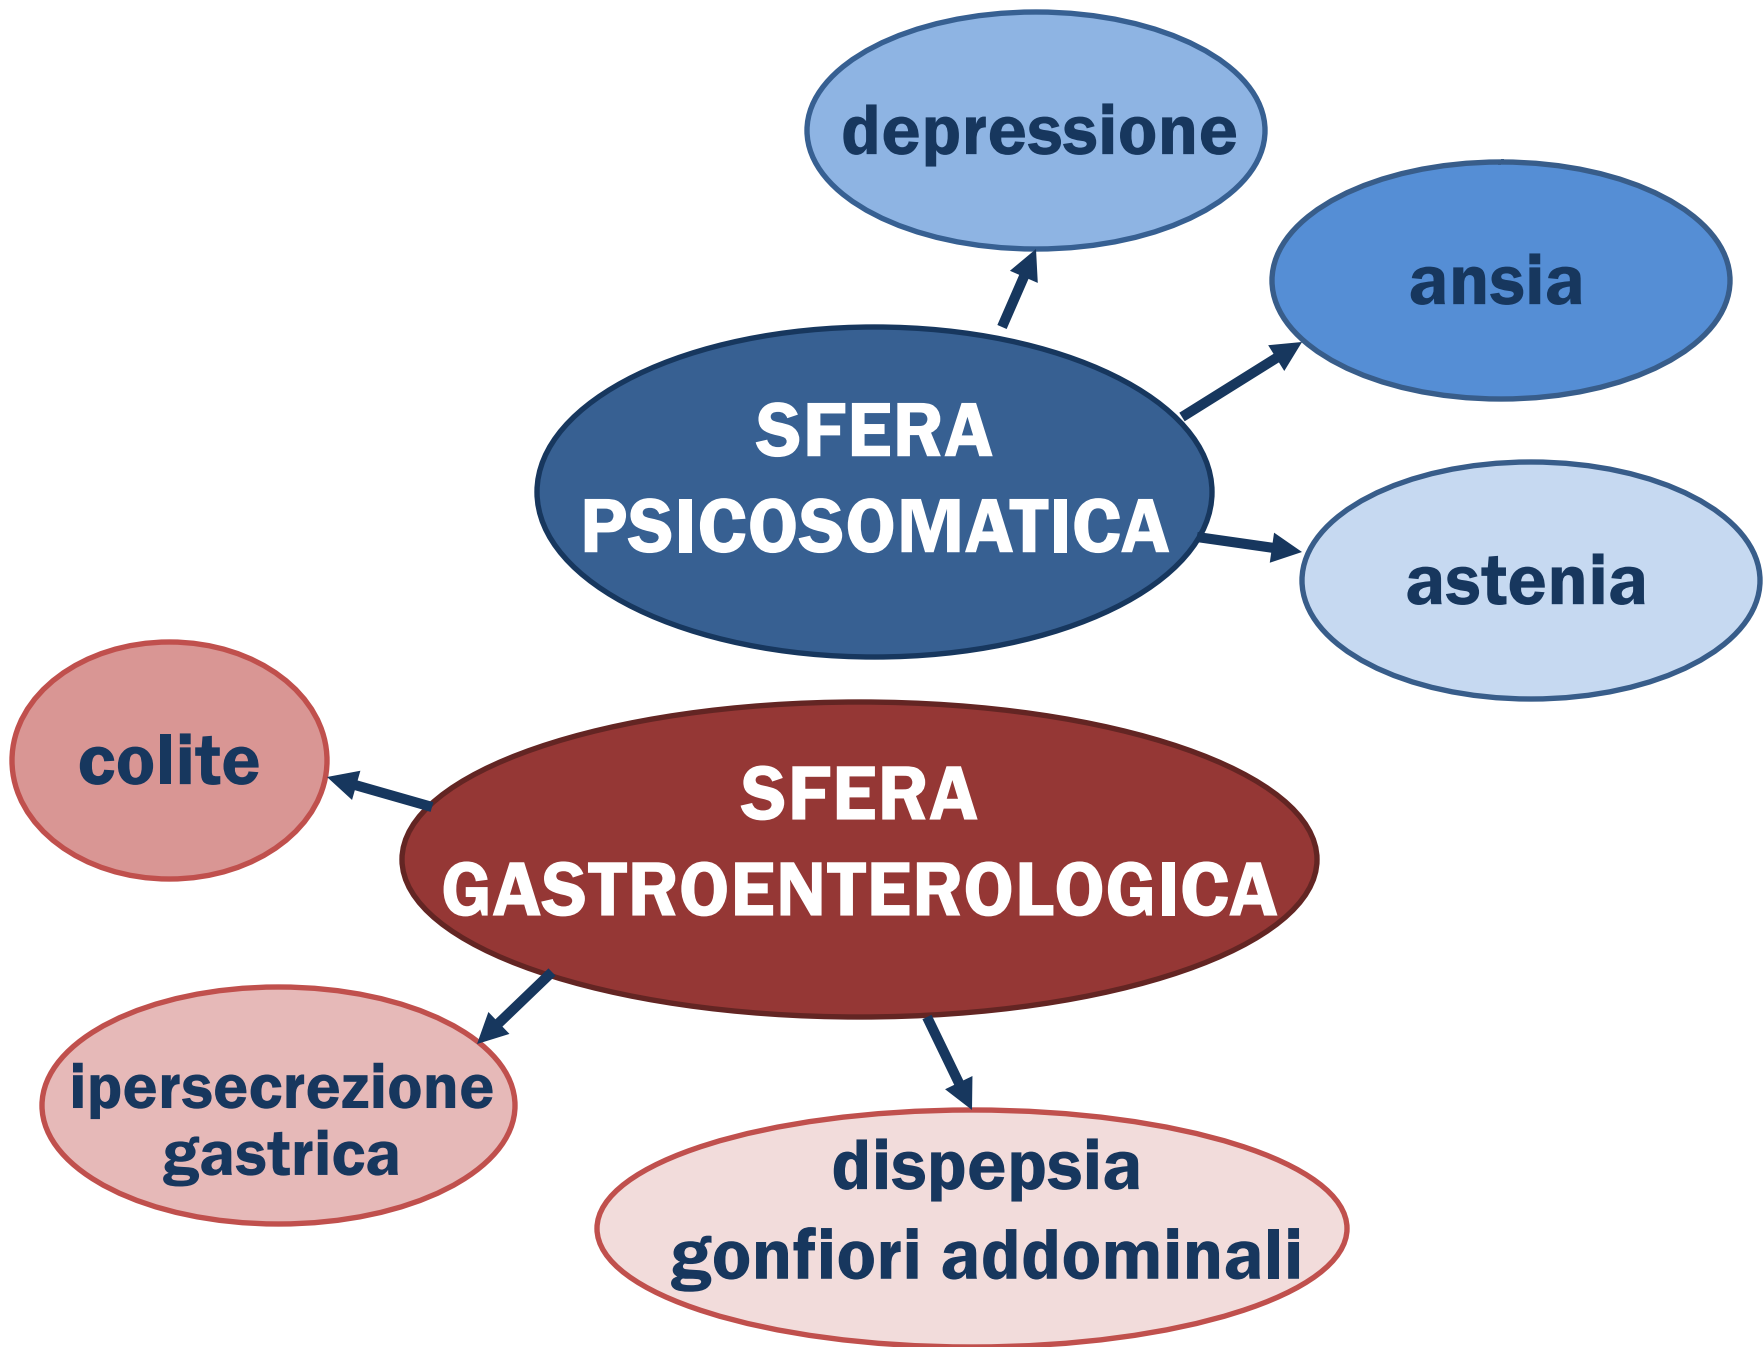 depressione
ansia
SFERA
PSICOSOMATICA
astenia
colite
SFERA
GASTROENTEROLOGICA
ipersecrezione
gastrica
dispepsia
gonfiori addominali